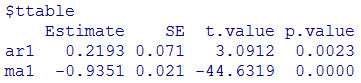 $ttable
    Estimate    SE  t.value p.value
ar1   0.2193 0.071   3.0912  0.0023
ma1  -0.9351 0.021 -44.6319  0.0000